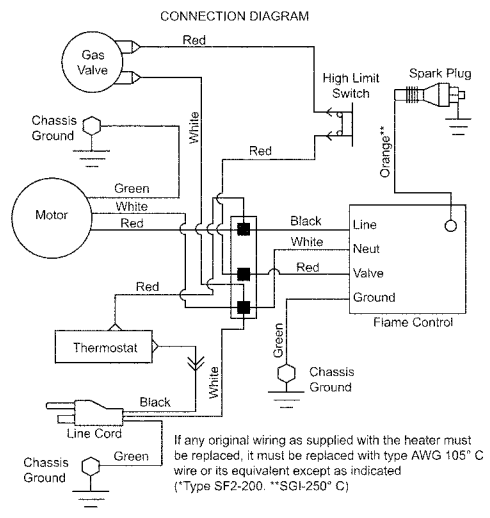 CONNECTION DIAGRAM
Gas
Valve
Red
High Limit
Switch
Spark Plug
Chassis
Ground
White
Red
Orange**
Green
White
Red
Motor
Black
Line
White
Neut
Red
Valve
Ground
Flame Control
Red
Thermostat
Green
Chassis
Ground
Black
White
Line Cord
Green
Chassis
Ground
If any original wiring as supplied with the heater must
be replaced, it must be replaced with type AWG 105° C
wire or its equivalent except as indicated
(*Type SF2-200. **SGI-250° C)